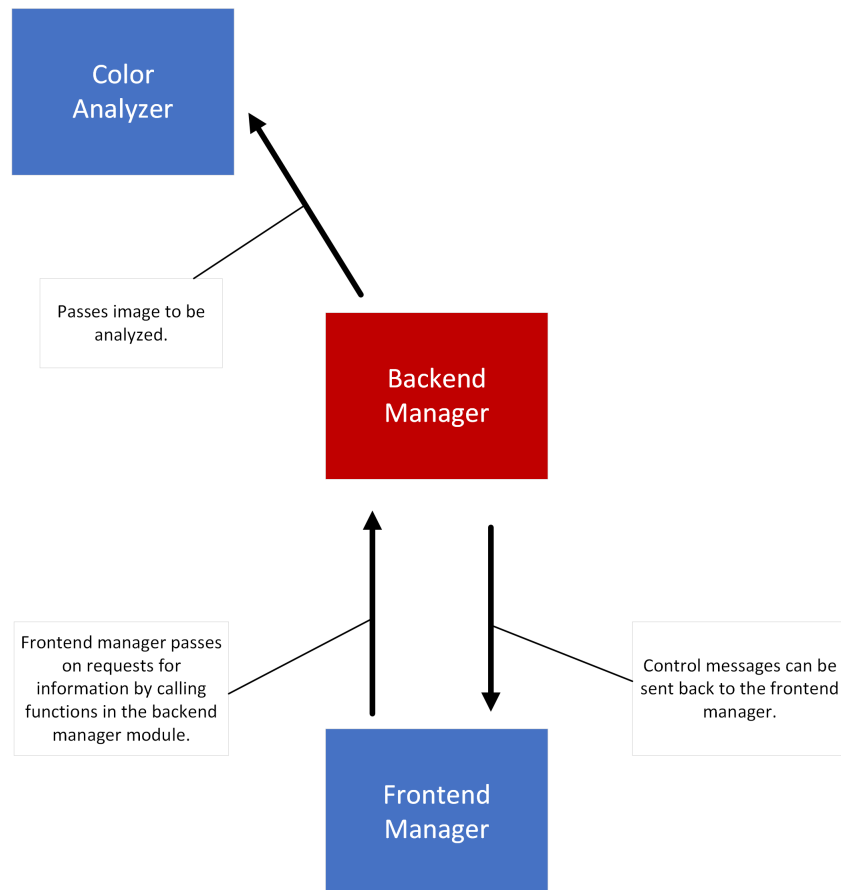 Color
Analyzer
Passes image to be
analyzed.
Backend
Manager
Frontend manager passes
on requests for
information by calling
functions in the backend
manager module.
Control messages can be
sent back to the frontend
manager.
Frontend
Manager